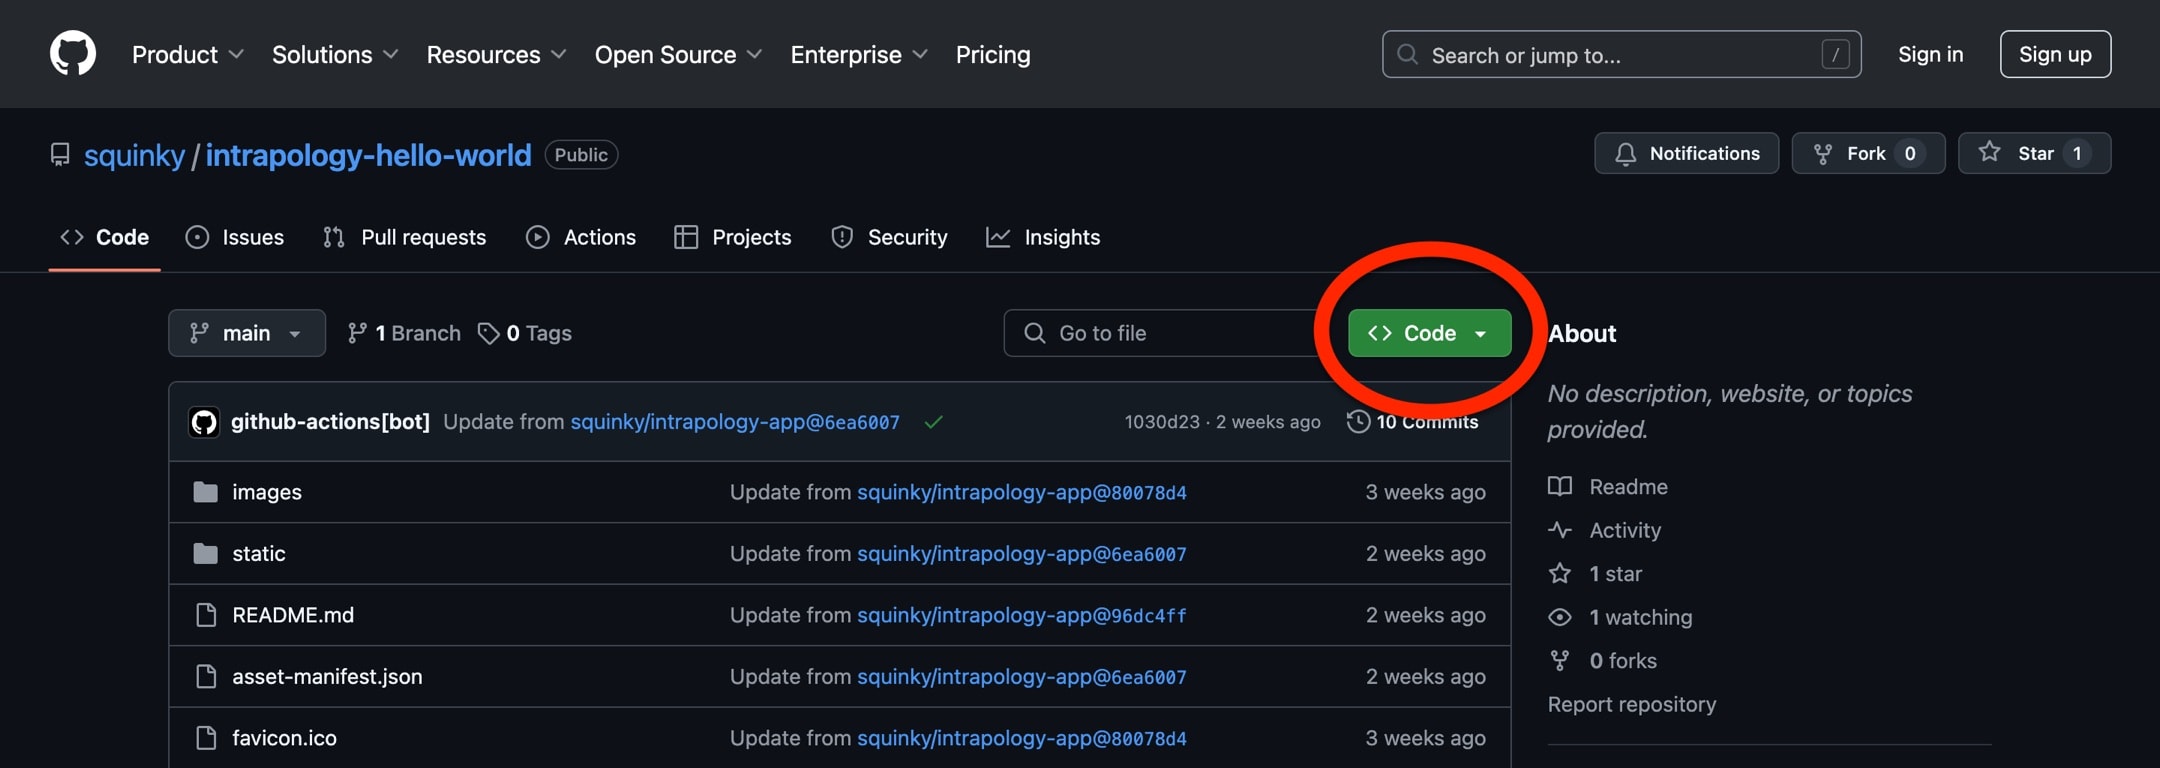 Product Solutions Resources Open Source Enterprise Pricing Search or jump to... / Sign in Sign up
squinky / intrapology-hello-world Public Notifications Fork 0 Star 1
Code Issues Pull requests Actions Projects Security Insights
main 1 Branch 0 Tags Go to file Code
github-actions[bot] Update from squinky/intrapology-app@6ea6007 1030d23 · 2 weeks ago 10 Commits
images Update from squinky/intrapology-app@80078d4 3 weeks ago
static Update from squinky/intrapology-app@6ea6007 2 weeks ago
README.md Update from squinky/intrapology-app@96dc4ff 2 weeks ago
asset-manifest.json Update from squinky/intrapology-app@6ea6007 2 weeks ago
favicon.ico Update from squinky/intrapology-app@80078d4 3 weeks ago
About
No description, website, or topics
provided.
Readme
Activity
1 star
1 watching
0 forks
Report repository